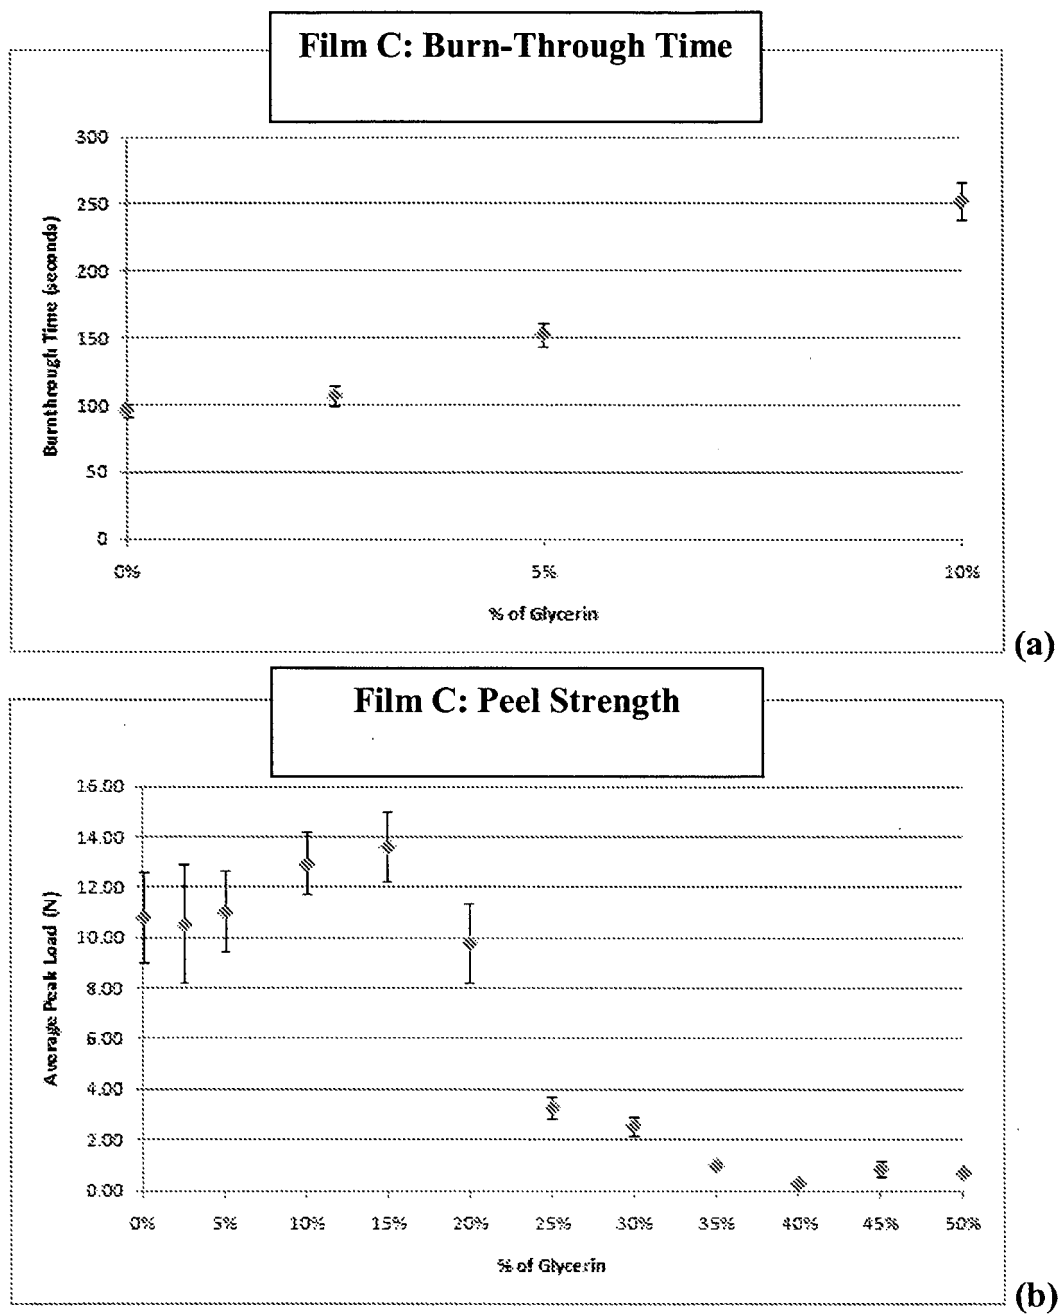 Film C: Burn-Through Time
300
250
200
150
100
50
0
Burnthrough Time (seconds)
0% 5% 10%
% of Glycerin
(a)
Film C: Peel Strength
16.00
14.00
12.00
10.00
8.00
6.00
4.00
2.00
0.00
Average Peak Load (N)
0% 5% 10% 15% 20% 25% 30% 35% 40% 45% 50%
% of Glycerin
(b)